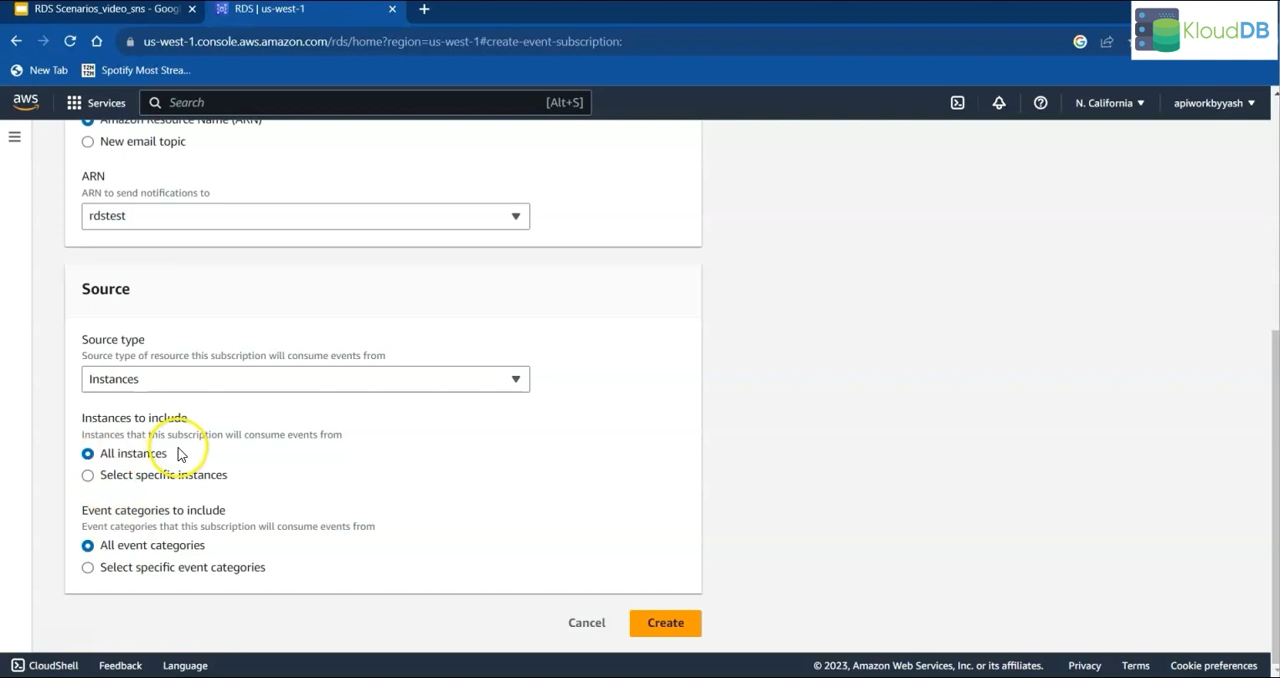 RDS Scenarios_video_sns - Googl
RDS | us-west-1
KloudDB
us-west-1.console.aws.amazon.com/rds/home?region=us-west-1#create-event-subscription:
New Tab
Spotify Most Strea...
aws
Services
Search
[Alt+S]
N. California
apiworkbyyash
Amazon Resource Name (ARN)
New email topic
ARN
ARN to send notifications to
rdstest
Source
Source type
Source type of resource this subscription will consume events from
Instances
Instances to include
Instances that this subscription will consume events from
All instances
Select specific instances
Event categories to include
Event categories that this subscription will consume events from
All event categories
Select specific event categories
Cancel
Create
CloudShell
Feedback
Language
© 2023, Amazon Web Services, Inc. or its affiliates.
Privacy
Terms
Cookie preferences